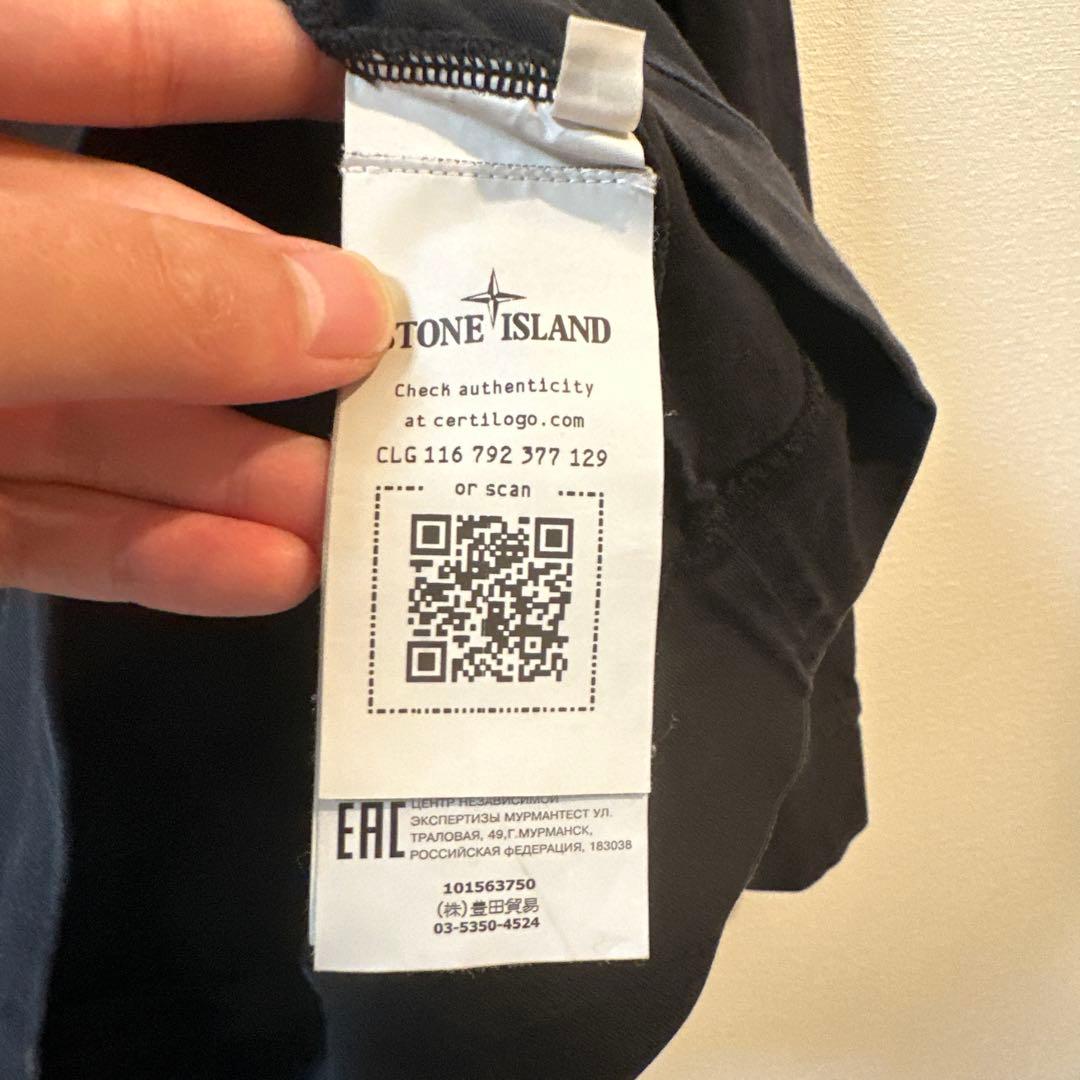 STONE ISLAND
Check authenticity
at certilogo.com
CLG 116 792 377 129
or scan
ЦЕНТР НЕЗАВИСИМОЙ
EAC ЭКСПЕРТИЗЫ МУРМАНТЕСТ УЛ.
ТРАЛОВАЯ, 49,Г.МУРМАНСК,
РОССИЙСКАЯ ФЕДЕРАЦИЯ, 183038
101563750
(株)豊田貿易
03-5350-4524